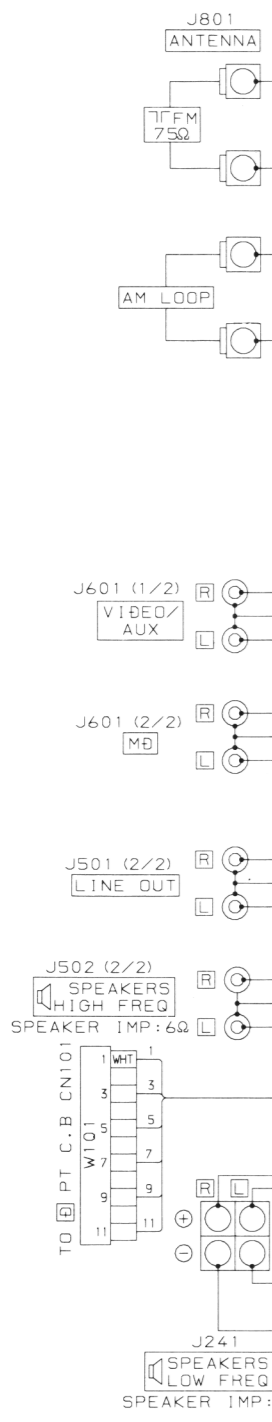 J801
ANTENNA
FM
75Ω
AM LOOP
J601 (1/2)
R
VIDEO/
AUX
L
J601 (2/2)
R
MD
L
J501 (2/2)
R
LINE OUT
L
J502 (2/2)
R
SPEAKERS
HIGH FREQ
SPEAKER IMP:6Ω
L
TO D PT C.B CN101
W101
1 WHT 1
3 3
5 5
7 7
9 9
11 11
R L
+
−
J241
SPEAKERS
LOW FREQ
SPEAKER IMP: